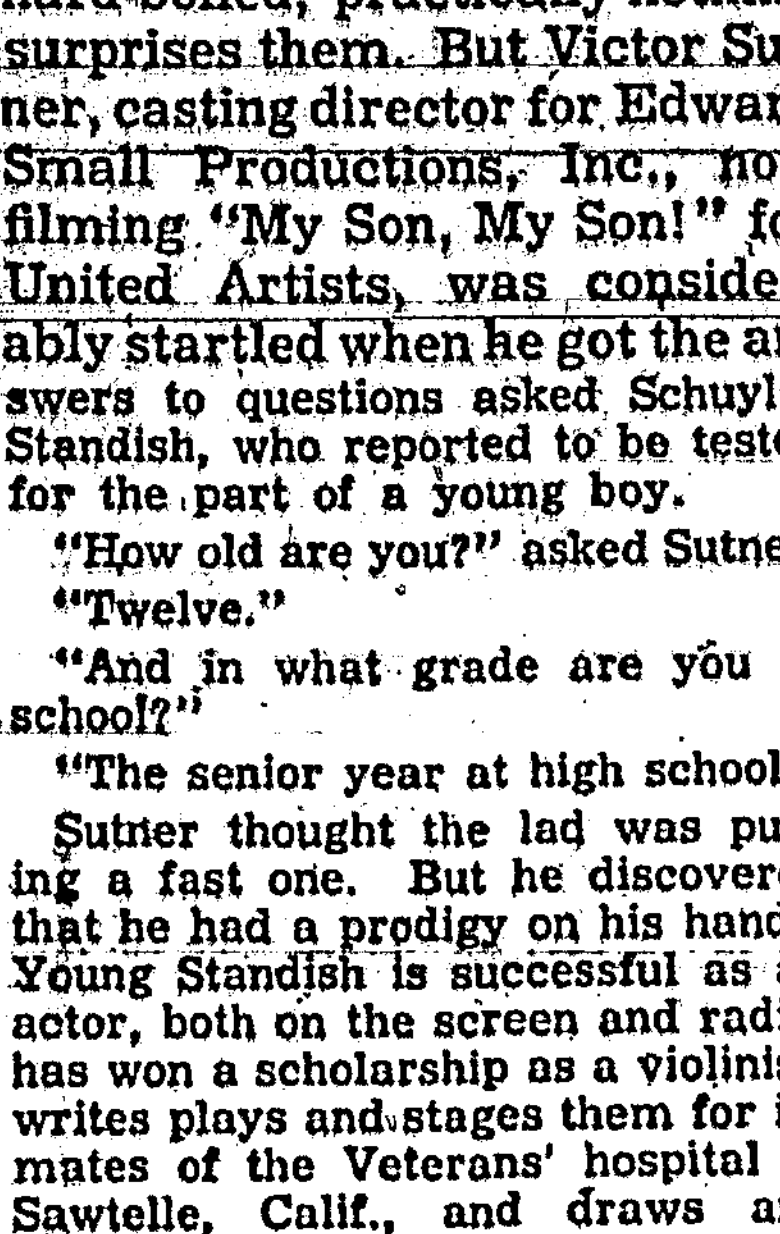 surprises them. But Victor Su
ner, casting director for Edwar
Small Productions, Inc., no
filming "My Son, My Son!" fo
United Artists, was conside
ably startled when he got the a
swers to questions asked Schuyl
Standish, who reported to be teste
for the part of a young boy.
"How old are you?" asked Sutne
"Twelve."
"And in what grade are you
school?"
"The senior year at high school
Sutner thought the lad was pu
ing a fast one. But he discover
that he had a prodigy on his hand
Young Standish is successful as
actor, both on the screen and rad
has won a scholarship as a violini
writes plays and stages them for i
mates of the Veterans' hospital
Sawtelle, Calif., and draws a